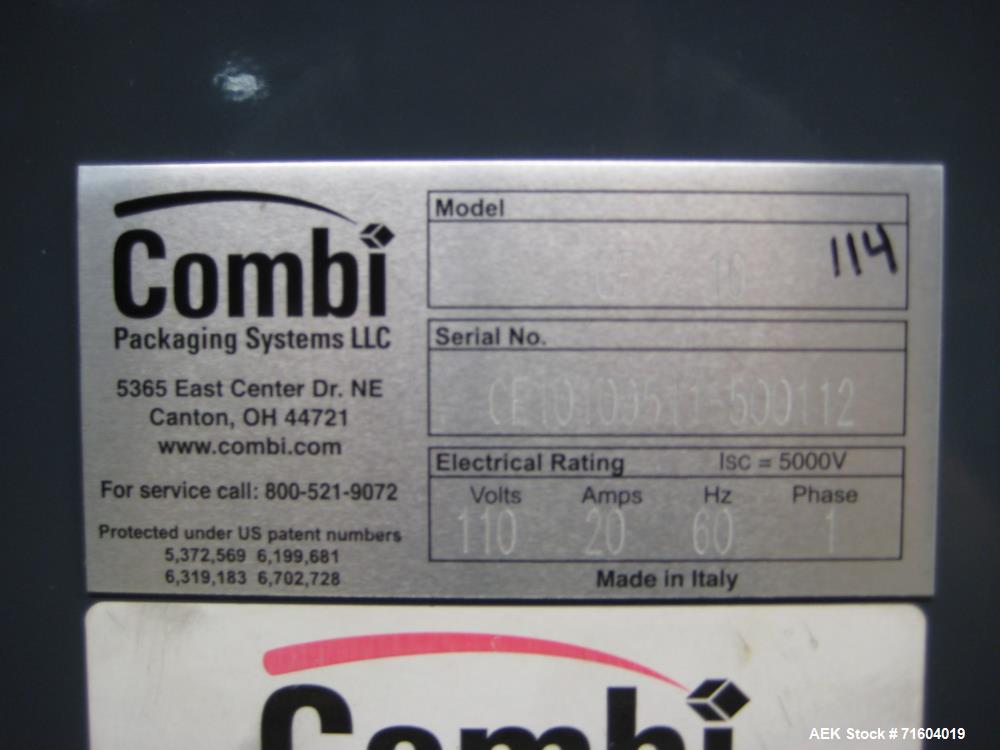 Combi
Packaging Systems LLC
5365 East Center Dr. NE
Canton, OH 44721
www.combi.com
For service call: 800-521-9072
Protected under US patent numbers
5,372,569 6,199,681
6,319,183 6,702,728
Model
10
114
Serial No.
Electrical Rating Isc = 5000V
Volts Amps Hz Phase
110 20 60 1
Made in Italy
Combi
AEK Stock #71604019